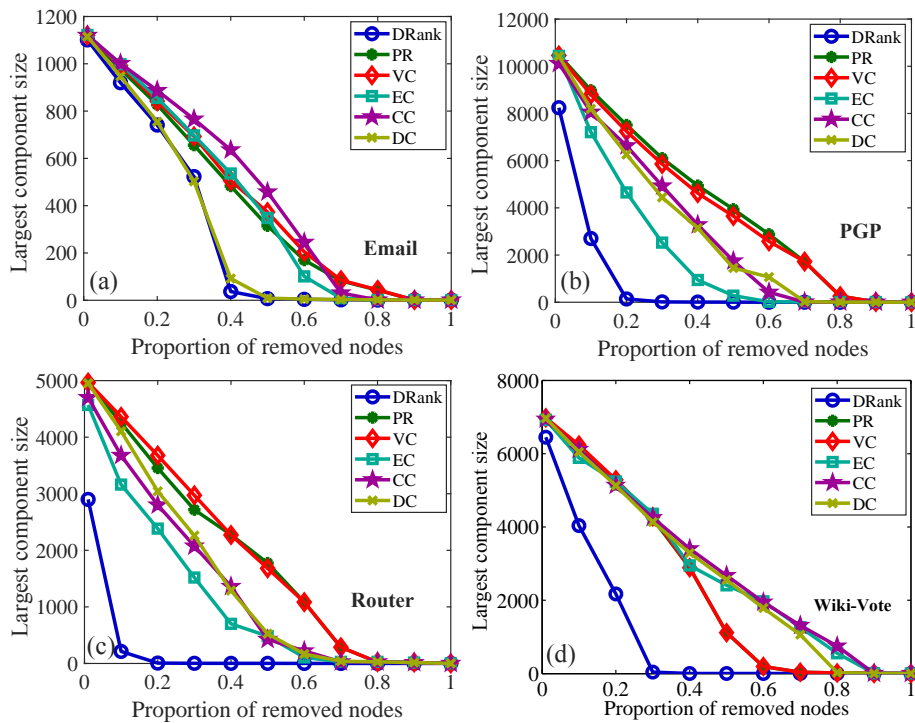 1200
1000
800
600
400
200
0
Largest component size
DRank
PR
VC
EC
CC
DC
Email
(a)
0 0.2 0.4 0.6 0.8 1
Proportion of removed nodes
12000
10000
8000
6000
4000
2000
0
Largest component size
DRank
PR
VC
EC
CC
DC
PGP
(b)
0 0.2 0.4 0.6 0.8 1
Proportion of removed nodes
5000
4000
3000
2000
1000
0
Largest component size
DRank
PR
VC
EC
CC
DC
Router
(c)
0 0.2 0.4 0.6 0.8 1
Proportion of removed nodes
8000
6000
4000
2000
0
Largest component size
DRank
PR
VC
EC
CC
DC
Wiki-Vote
(d)
0 0.2 0.4 0.6 0.8 1
Proportion of removed nodes